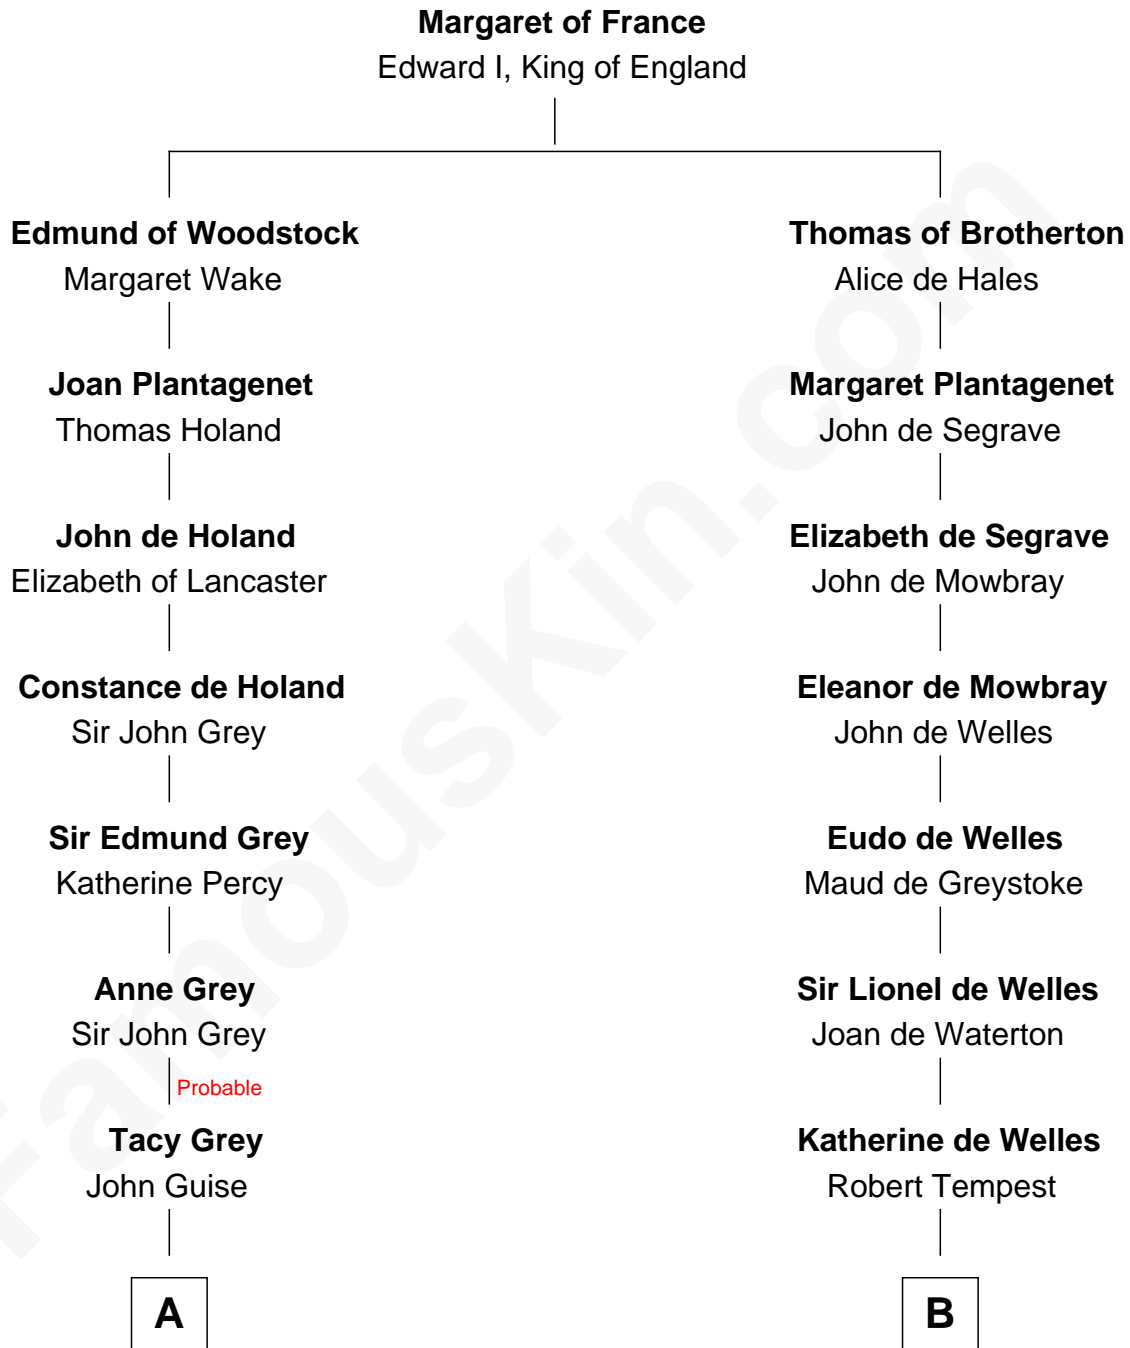 Margaret of France
Edward I, King of England
Edmund of Woodstock
Margaret Wake
Joan Plantagenet
Thomas Holand
John de Holand
Elizabeth of Lancaster
Constance de Holand
Sir John Grey
Sir Edmund Grey
Katherine Percy
Anne Grey
Sir John Grey
Probable
Tacy Grey
John Guise
A
Thomas of Brotherton
Alice de Hales
Margaret Plantagenet
John de Segrave
Elizabeth de Segrave
John de Mowbray
Eleanor de Mowbray
John de Welles
Eudo de Welles
Maud de Greystoke
Sir Lionel de Welles
Joan de Waterton
Katherine de Welles
Robert Tempest
B
FamousKin.com